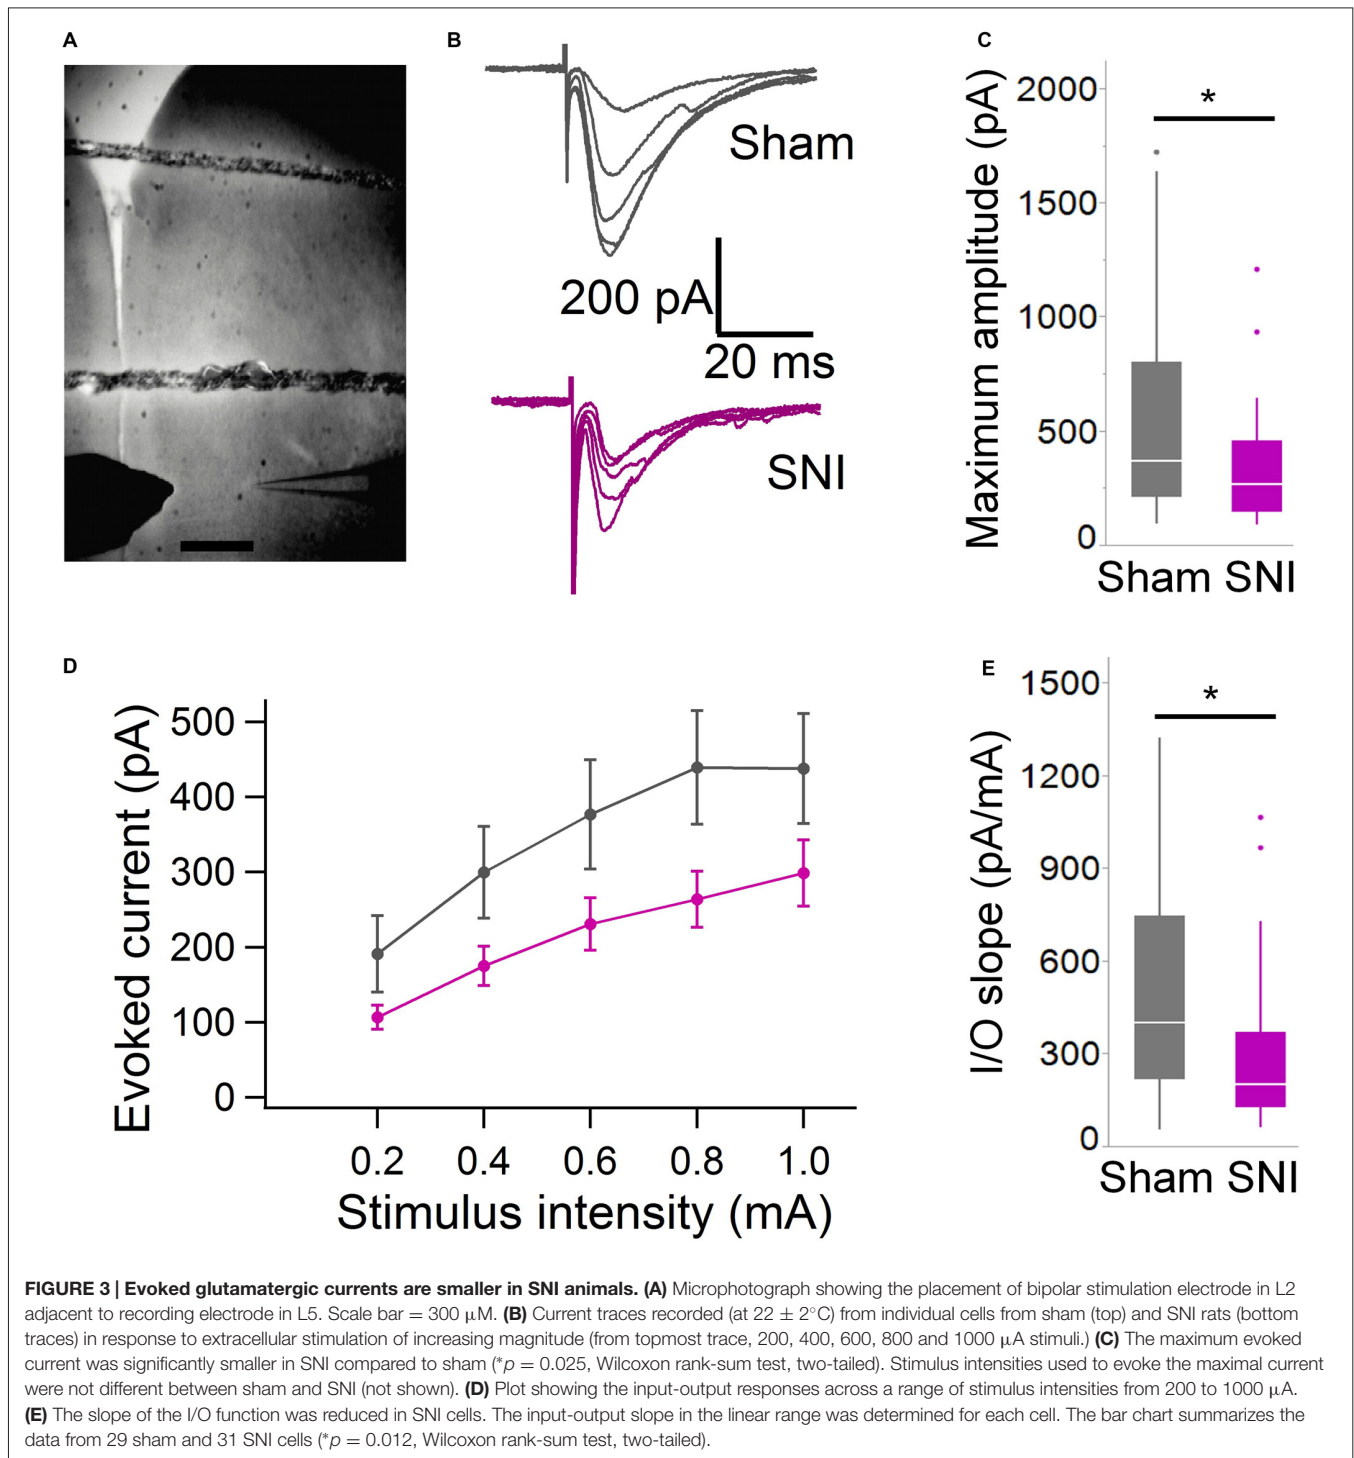 A
B
Sham
200 pA
20 ms
SNI
C
Maximum amplitude (pA)
2000
1500
1000
500
0
*
Sham SNI
D
Evoked current (pA)
500
400
300
200
100
0
0.2 0.4 0.6 0.8 1.0
Stimulus intensity (mA)
E
I/O slope (pA/mA)
1500
1200
900
600
300
0
*
Sham SNI
FIGURE 3 | Evoked glutamatergic currents are smaller in SNI animals. (A) Microphotograph showing the placement of bipolar stimulation electrode in L2
adjacent to recording electrode in L5. Scale bar = 300 μM. (B) Current traces recorded (at 22 ± 2°C) from individual cells from sham (top) and SNI rats (bottom
traces) in response to extracellular stimulation of increasing magnitude (from topmost trace, 200, 400, 600, 800 and 1000 μA stimuli.) (C) The maximum evoked
current was significantly smaller in SNI compared to sham (*p = 0.025, Wilcoxon rank-sum test, two-tailed). Stimulus intensities used to evoke the maximal current
were not different between sham and SNI (not shown). (D) Plot showing the input-output responses across a range of stimulus intensities from 200 to 1000 μA.
(E) The slope of the I/O function was reduced in SNI cells. The input-output slope in the linear range was determined for each cell. The bar chart summarizes the
data from 29 sham and 31 SNI cells (*p = 0.012, Wilcoxon rank-sum test, two-tailed).